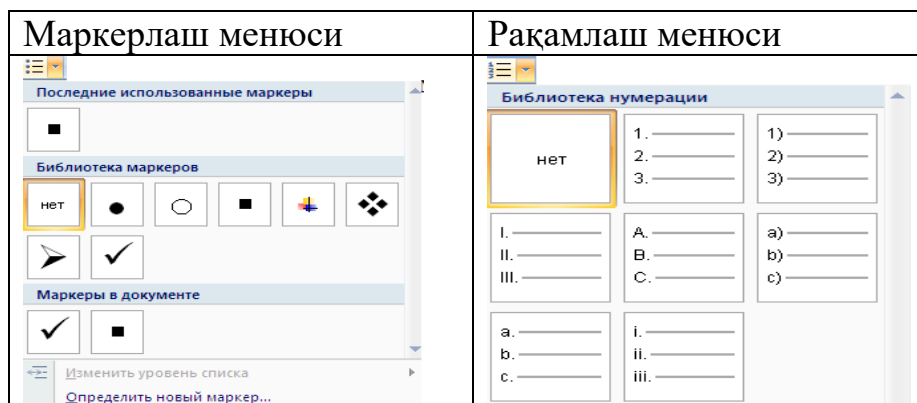 Маркерлаш менюси
Последние использованные маркеры
Библиотека маркеров
нет
Маркеры в документе
Изменить уровень списка
Определить новый маркер...
Рақамлаш менюси
Библиотека нумерации
нет
1.
2.
3.
1)
2)
3)
I.
II.
III.
A.
B.
C.
a)
b)
c)
a.
b.
c.
i.
ii.
iii.